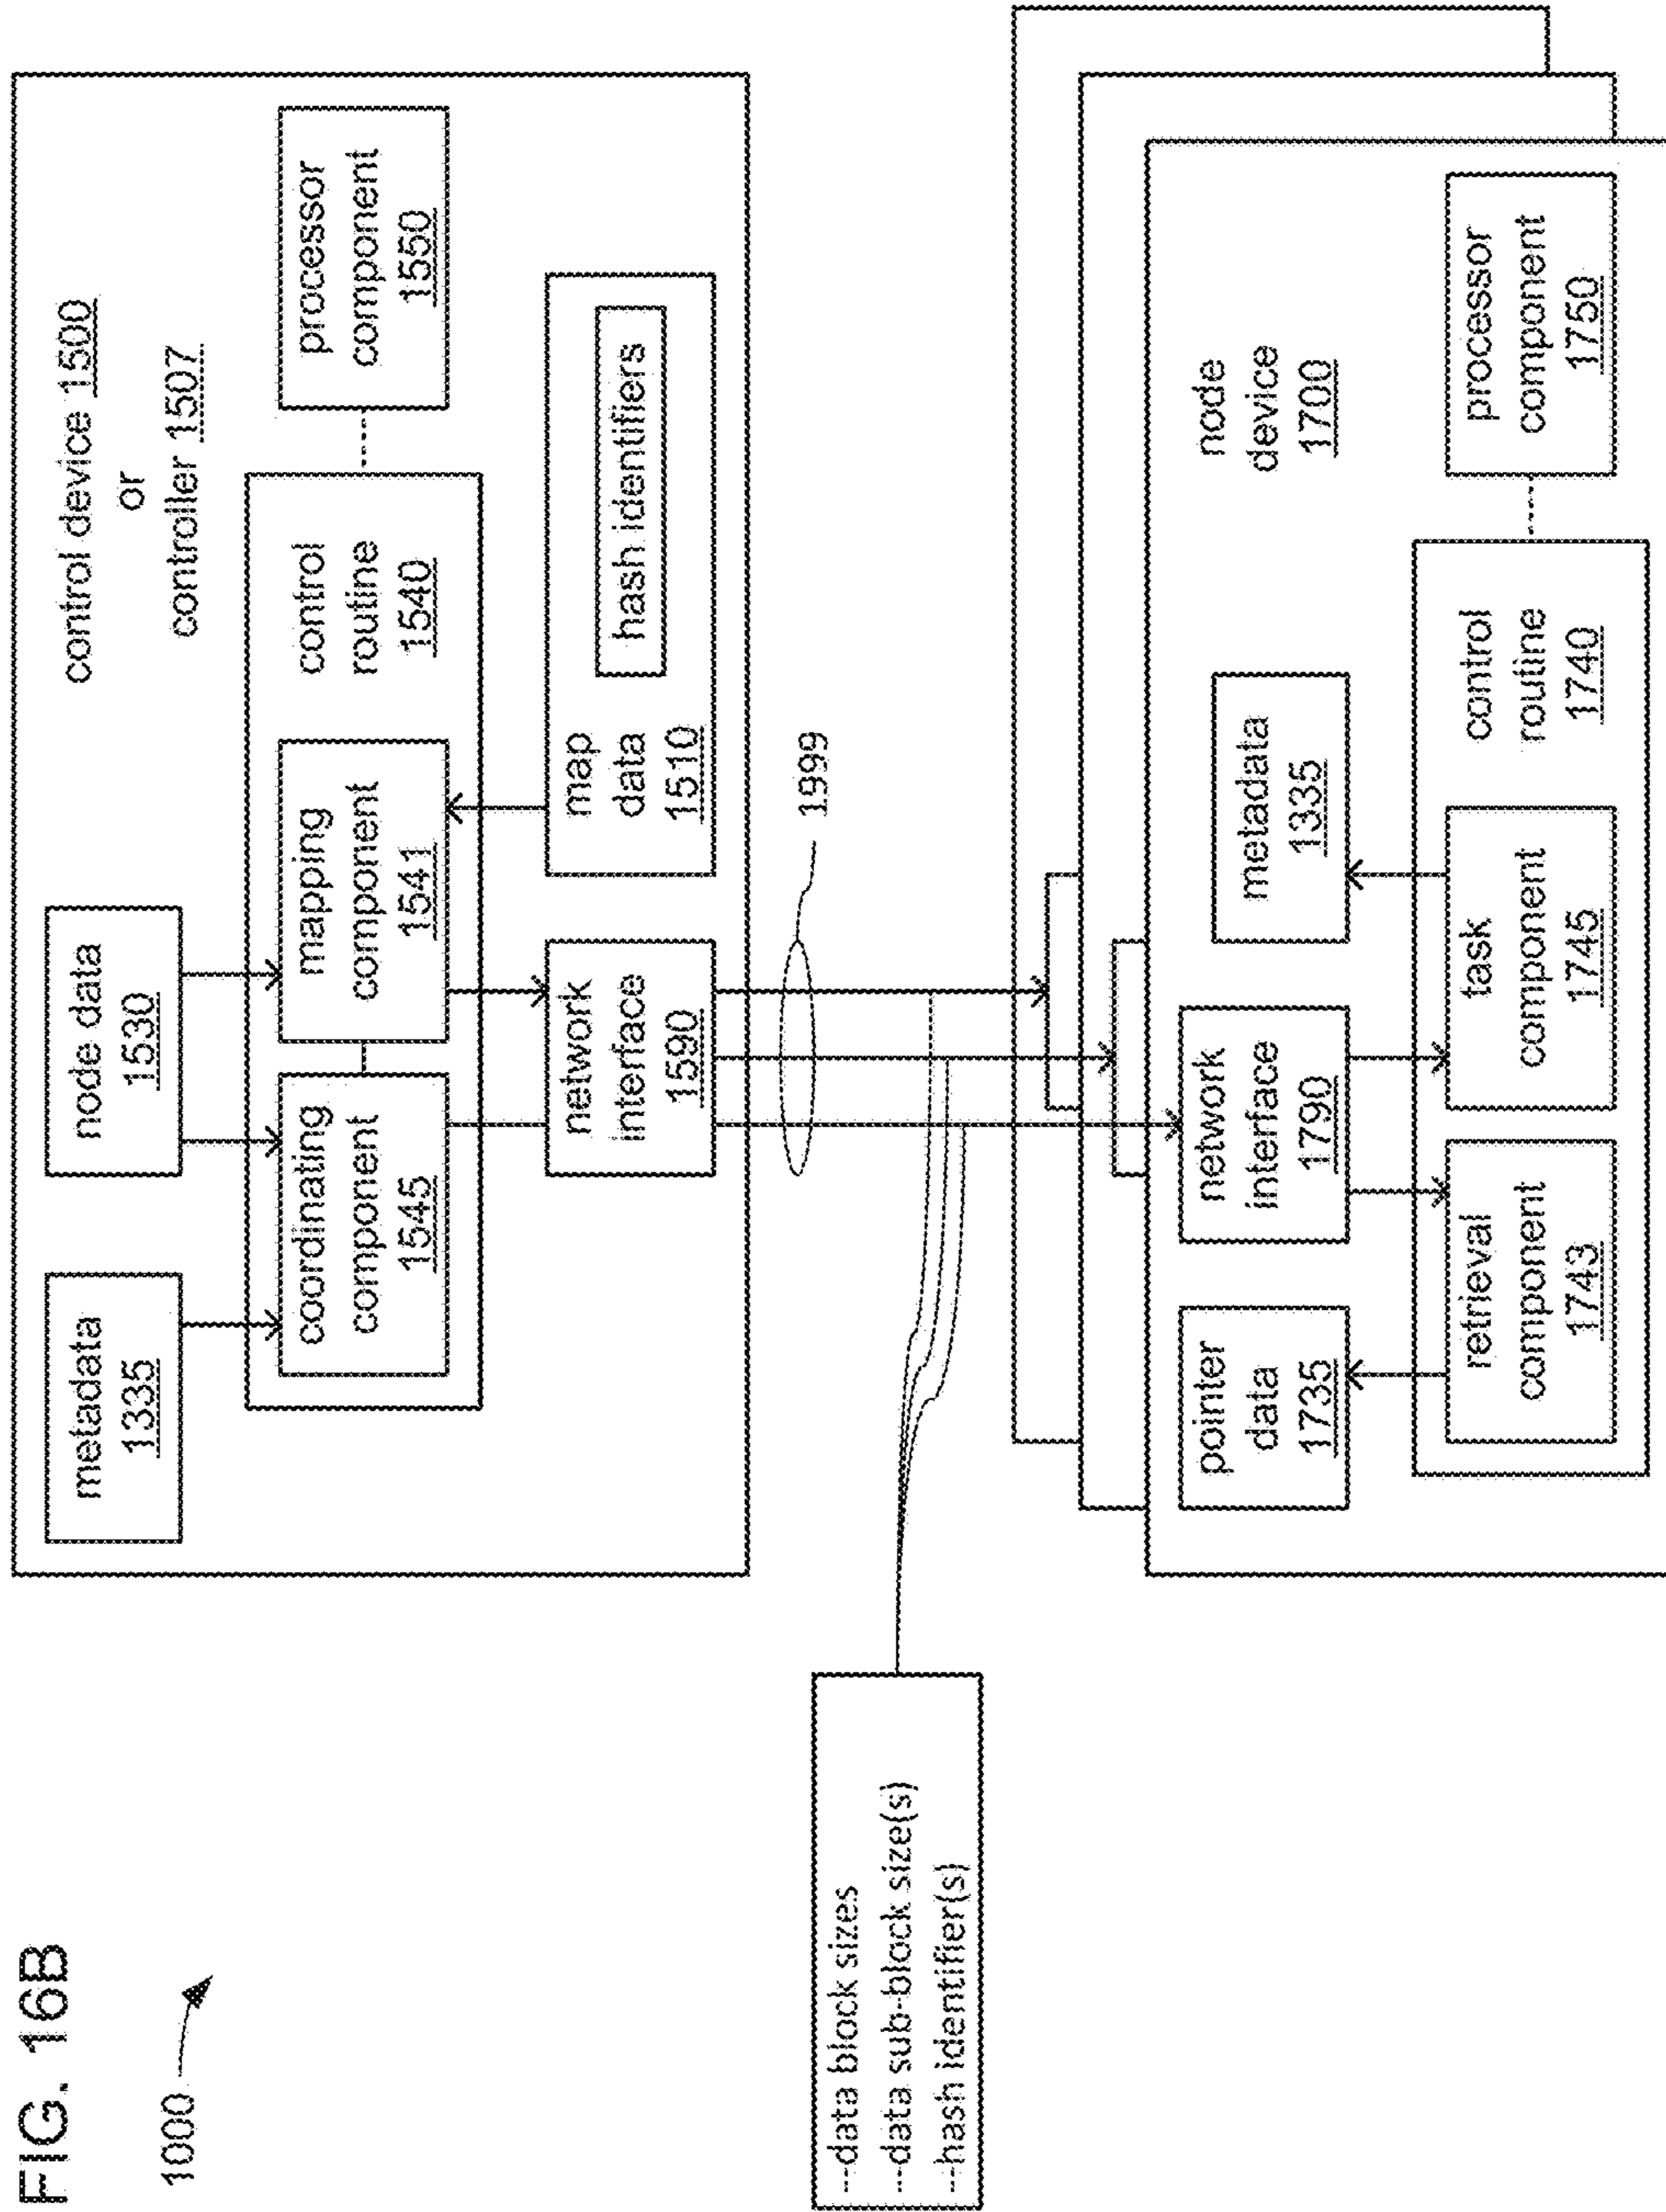 FIG. 16B
1000
control device 1500
or
controller 1507
metadata
1335
node data
1530
coordinating
component
1545
mapping
component
1541
control
routine
1540
processor
component
1550
network
interface
1590
map
data
1510
hash identifiers
1999
--data block sizes
--data sub-block size(s)
--hash identifier(s)
node
device
1700
pointer
data
1735
network
interface
1790
metadata
1335
retrieval
component
1743
task
component
1745
control
routine
1740
processor
component
1750